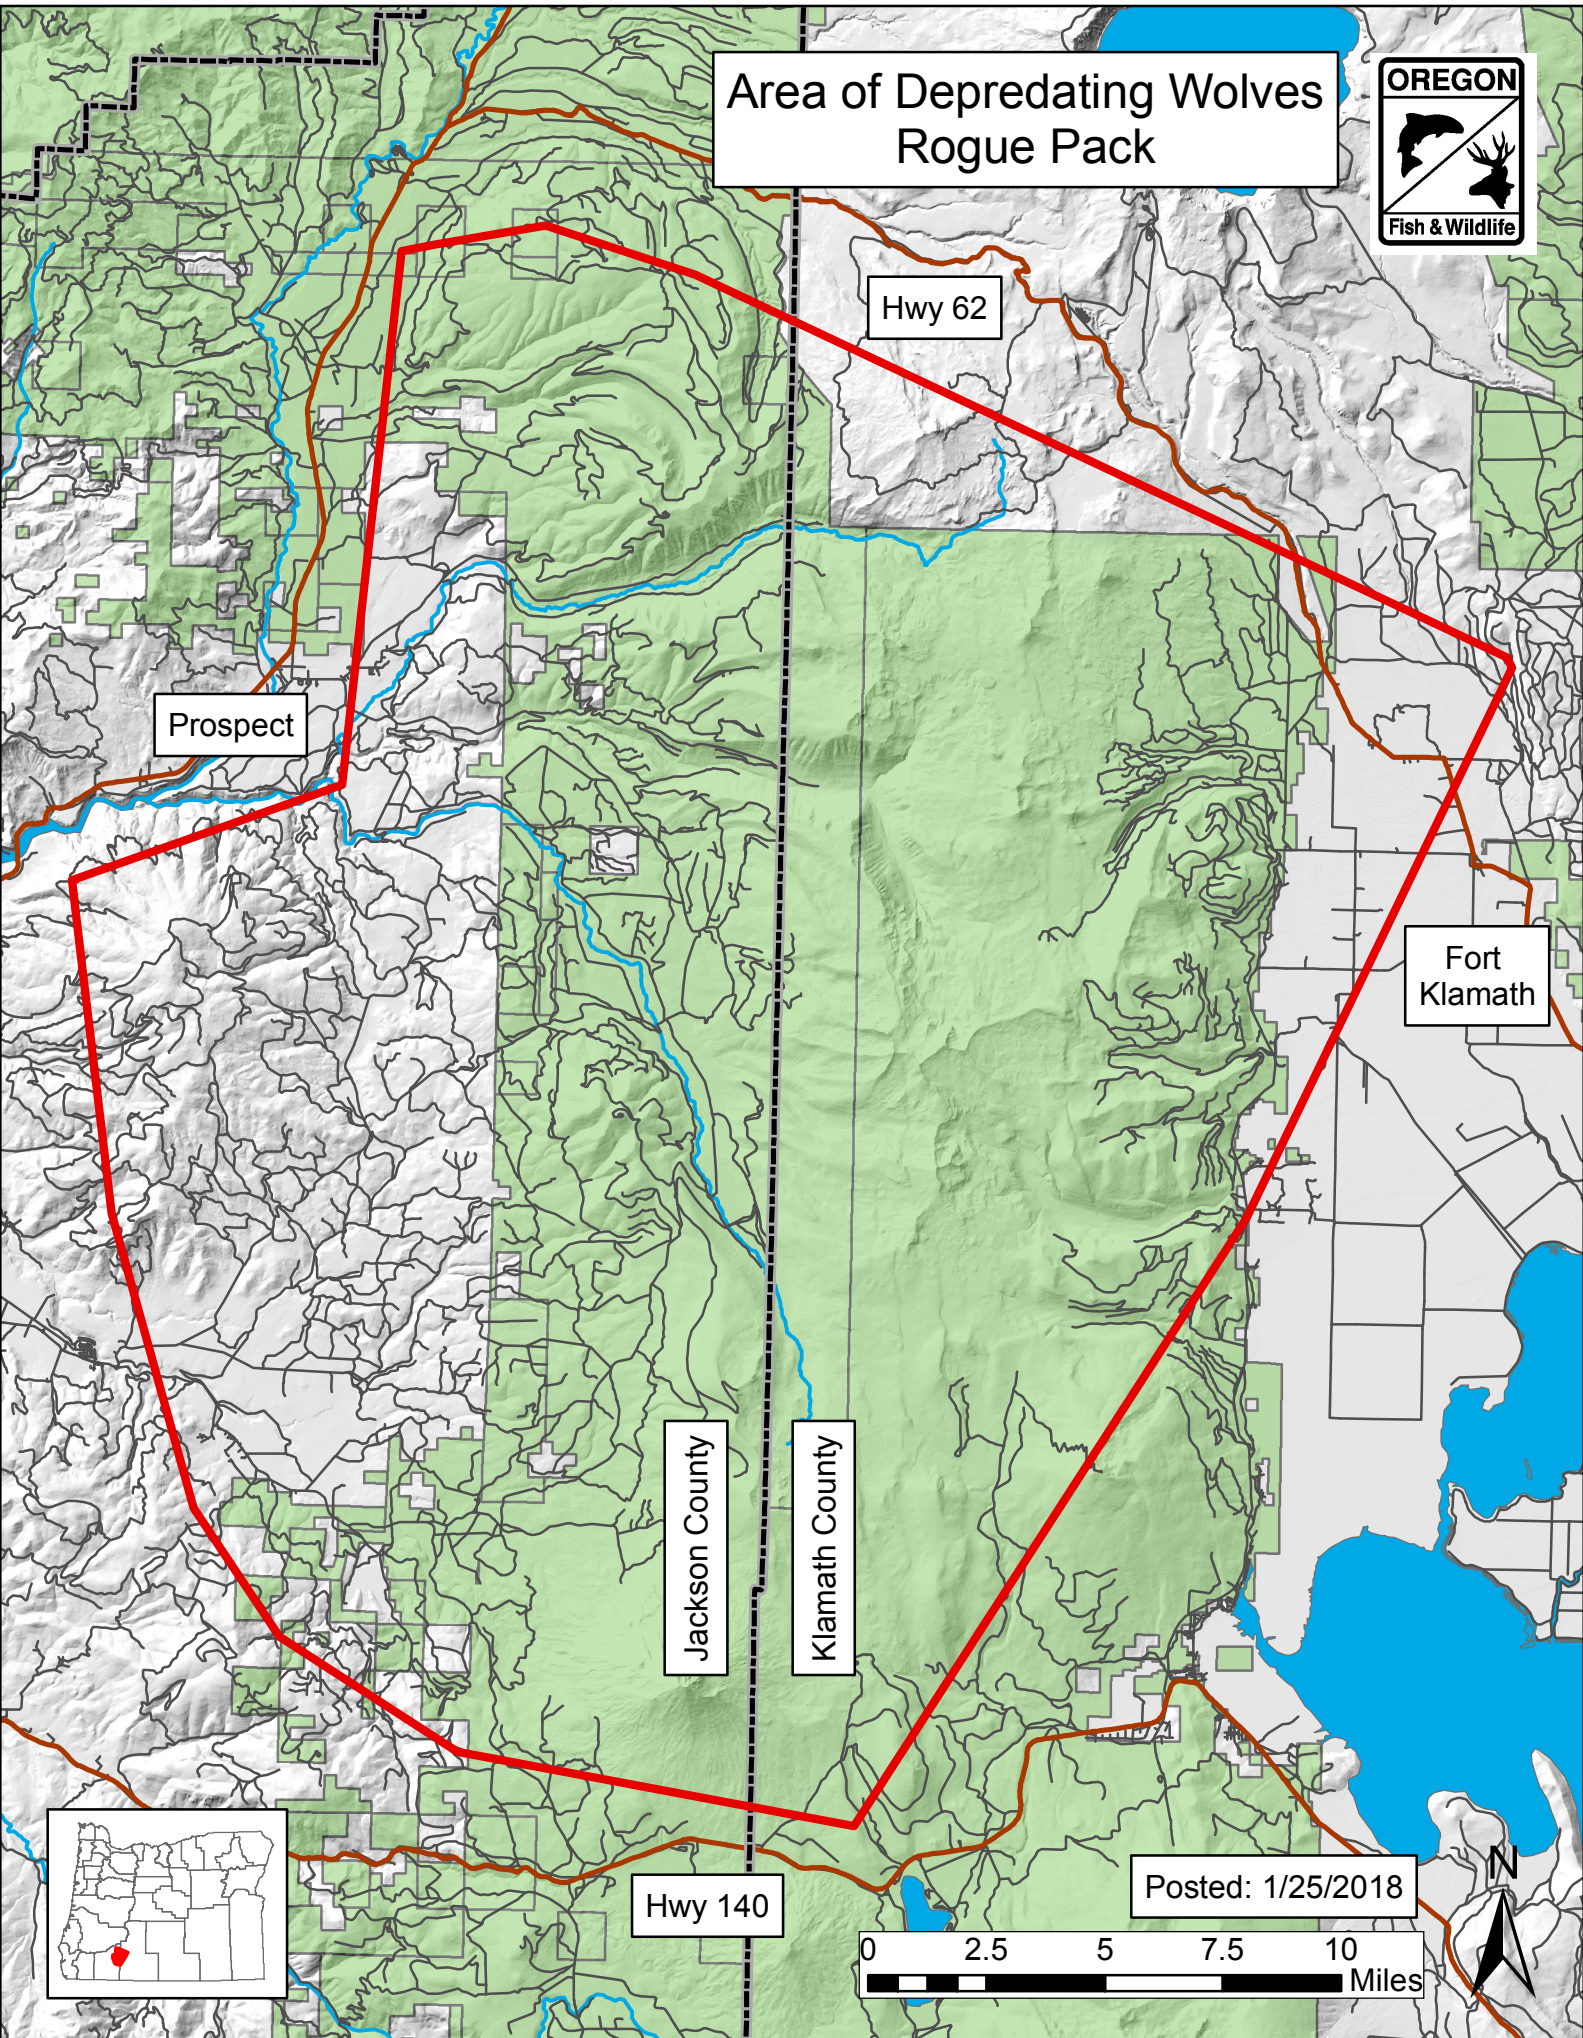 Area of Depredating Wolves
Rogue Pack
OREGON
Fish & Wildlife
Hwy 62
Prospect
Fort
Klamath
Jackson County
Klamath County
Hwy 140
Posted: 1/25/2018
N
0 2.5 5 7.5 10
Miles